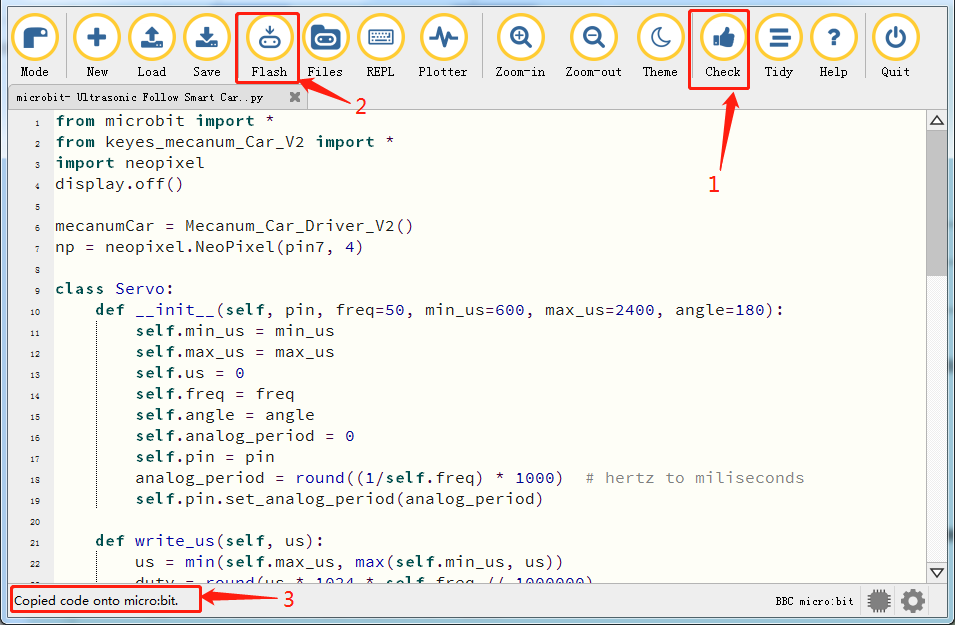 Mode New Load Save Flash Files REPL Plotter Zoom-in Zoom-out Theme Check Tidy ? Help Quit
2
1
microbit- Ultrasonic Follow Smart Car..py
1 from microbit import *
2 from keyes_mecanum_Car_V2 import *
3 import neopixel
4 display.off()
5
6 mecanumCar = Mecanum_Car_Driver_V2()
7 np = neopixel.NeoPixel(pin7, 4)
8
9 class Servo:
10 def __init__(self, pin, freq=50, min_us=600, max_us=2400, angle=180):
11 self.min_us = min_us
12 self.max_us = max_us
13 self.us = 0
14 self.freq = freq
15 self.angle = angle
16 self.analog_period = 0
17 self.pin = pin
18 analog_period = round((1/self.freq) * 1000) # hertz to miliseconds
19 self.pin.set_analog_period(analog_period)
20
21 def write_us(self, us):
22 us = min(self.max_us, max(self.min_us, us))
duty = round(us * 1024 * self.freq // 1000000)
Copied code onto micro:bit.
3
BBC micro:bit